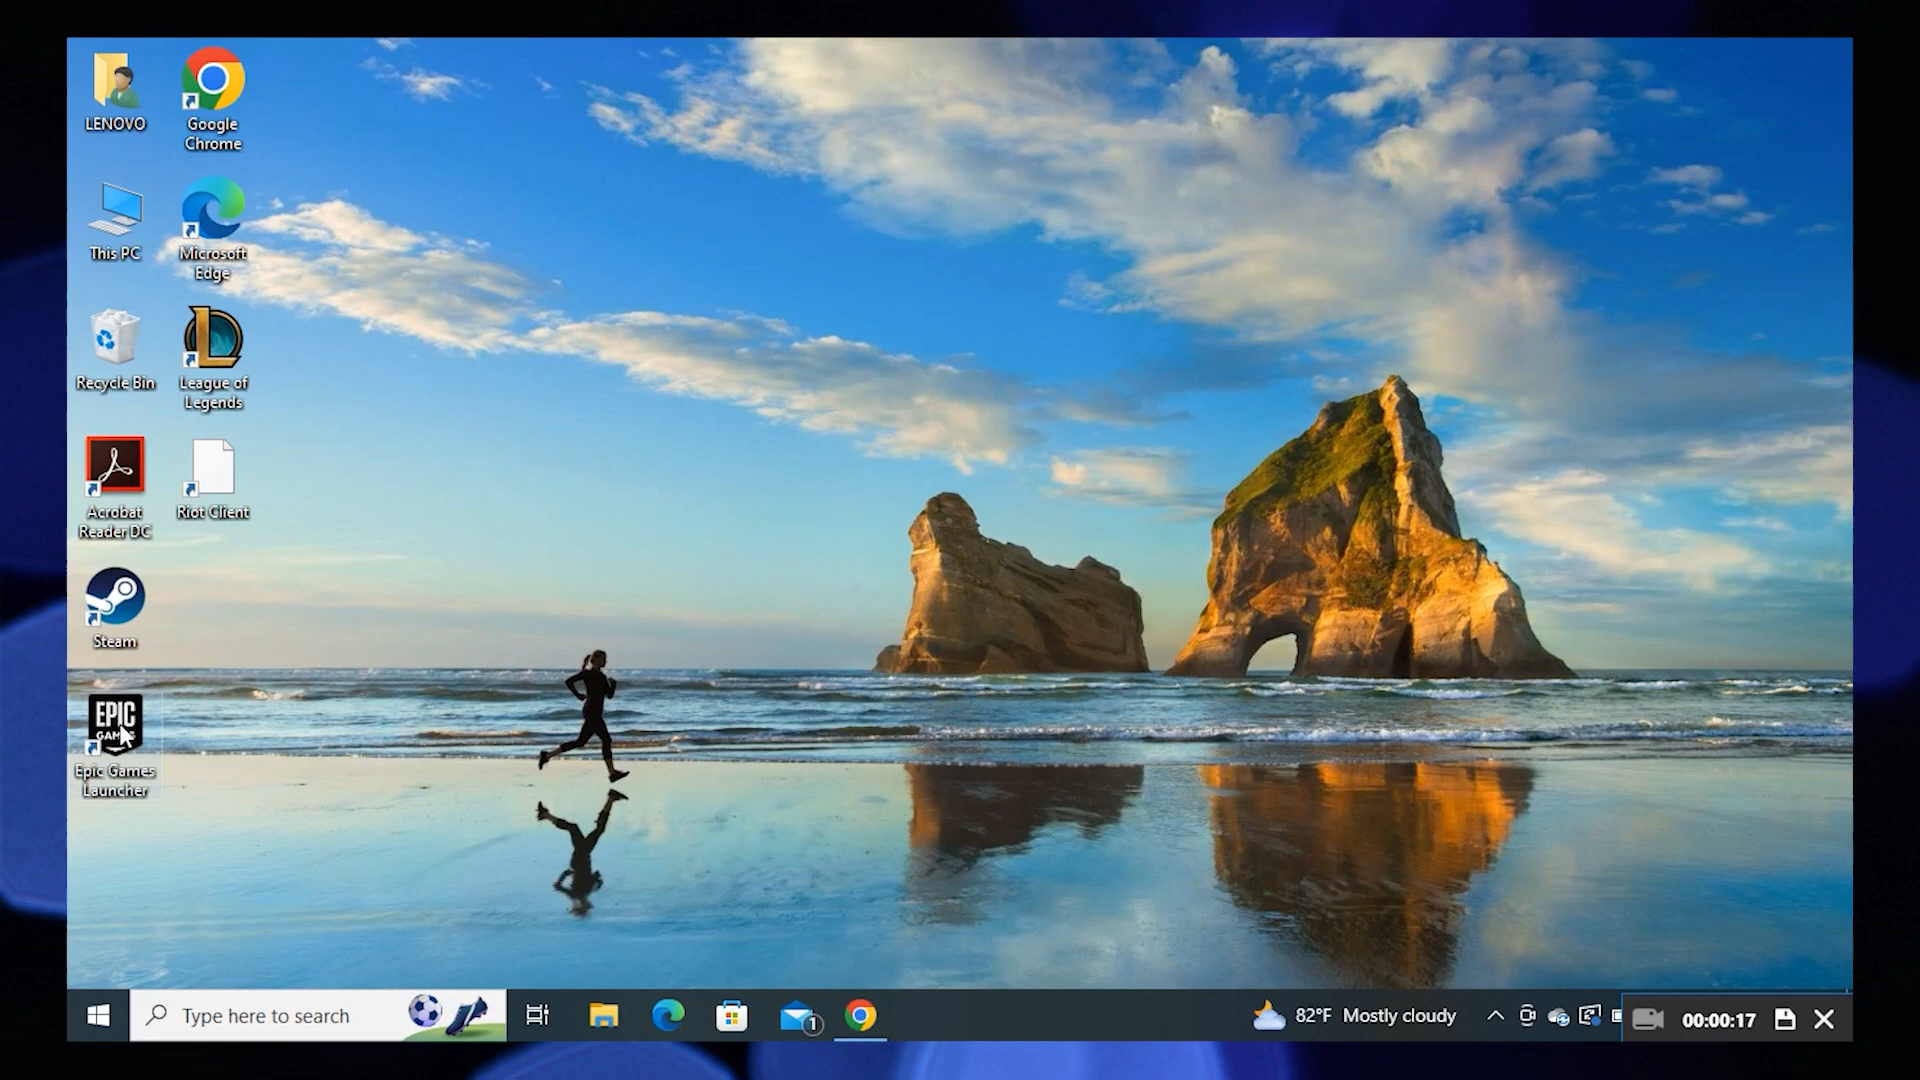 LENOVO
Google
Chrome
This PC
Microsoft
Edge
Recycle Bin
League of
Legends
Acrobat
Reader DC
Riot Client
Steam
EPIC
GAMES
Epic Games
Launcher
Type here to search
1
82°F Mostly cloudy
00:00:17